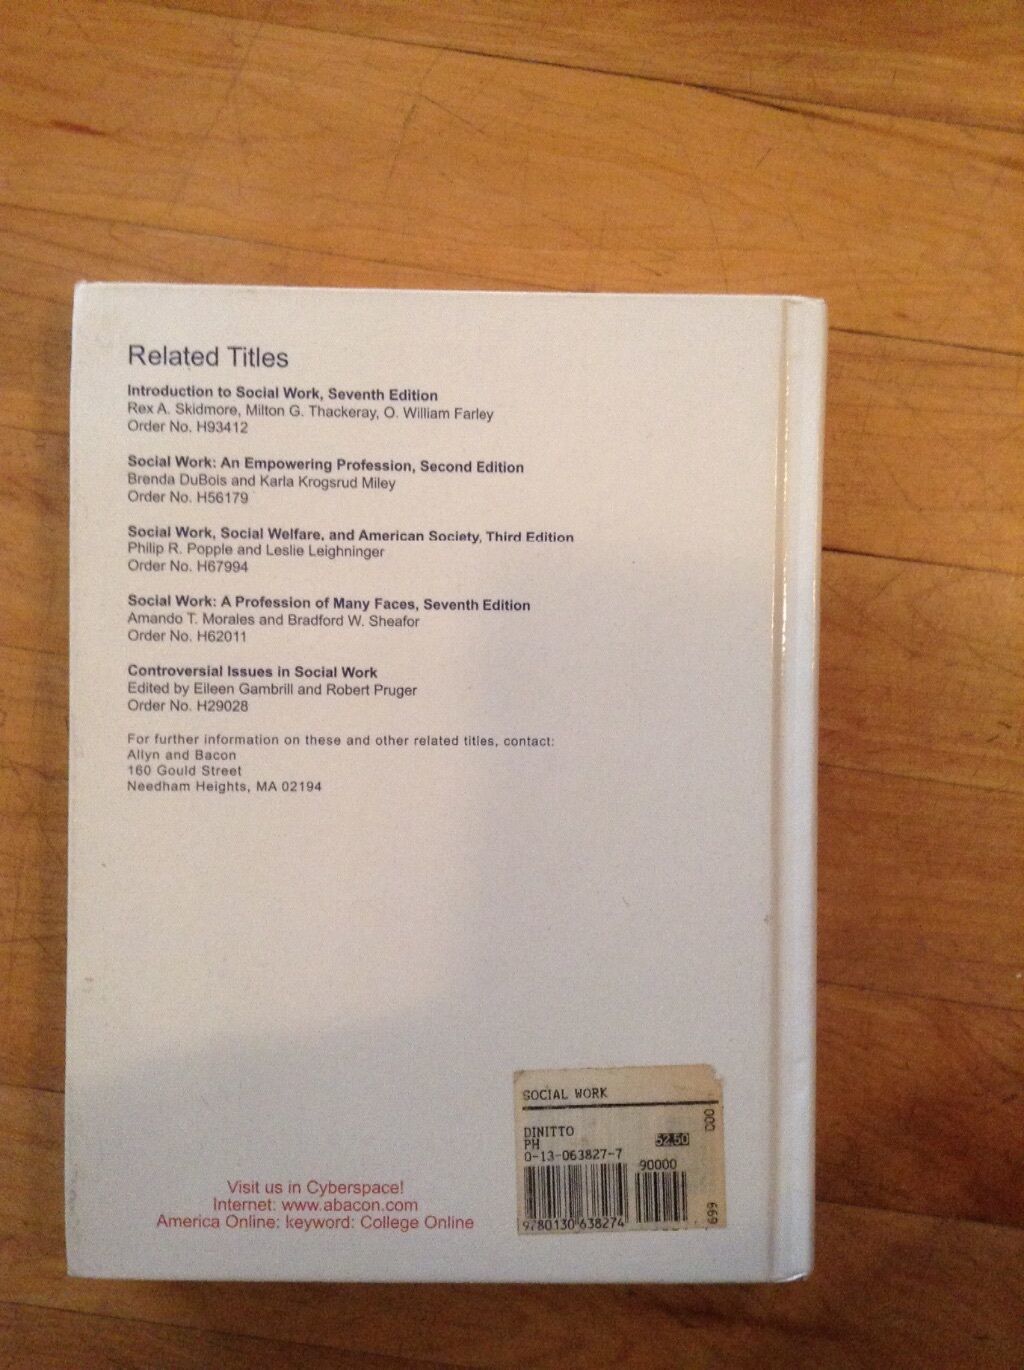 Related Titles
Introduction to Social Work, Seventh Edition
Rex A. Skidmore, Milton G. Thackeray, O. William Farley
Order No. H93412
Social Work: An Empowering Profession, Second Edition
Brenda DuBois and Karla Krogsrud Miley
Order No. H56179
Social Work, Social Welfare, and American Society, Third Edition
Philip R. Popple and Leslie Leighninger
Order No. H67994
Social Work: A Profession of Many Faces, Seventh Edition
Amando T. Morales and Bradford W. Sheafor
Order No. H62011
Controversial Issues in Social Work
Edited by Eileen Gambrill and Robert Pruger
Order No. H29028
For further information on these and other related titles, contact:
Allyn and Bacon
160 Gould Street
Needham Heights, MA 02194
SOCIAL WORK
DINITTO
PH
52.50
0-13-063827-7
90000
9780130638274
000
699
Visit us in Cyberspace!
Internet: www.abacon.com
America Online: keyword: College Online